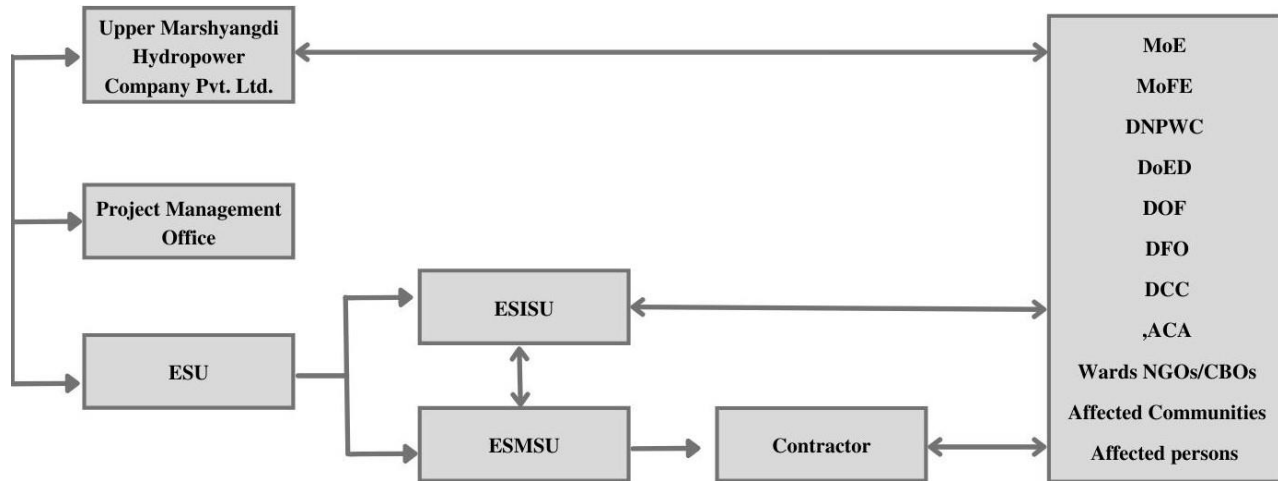 Upper Marshyangdi
Hydropower
Company Pvt. Ltd.
Project Management
Office
ESU
ESISU
ESMSU
Contractor
MoE
MoFE
DNPWC
DoED
DOF
DFO
DCC
,ACA
Wards NGOs/CBOs
Affected Communities
Affected persons